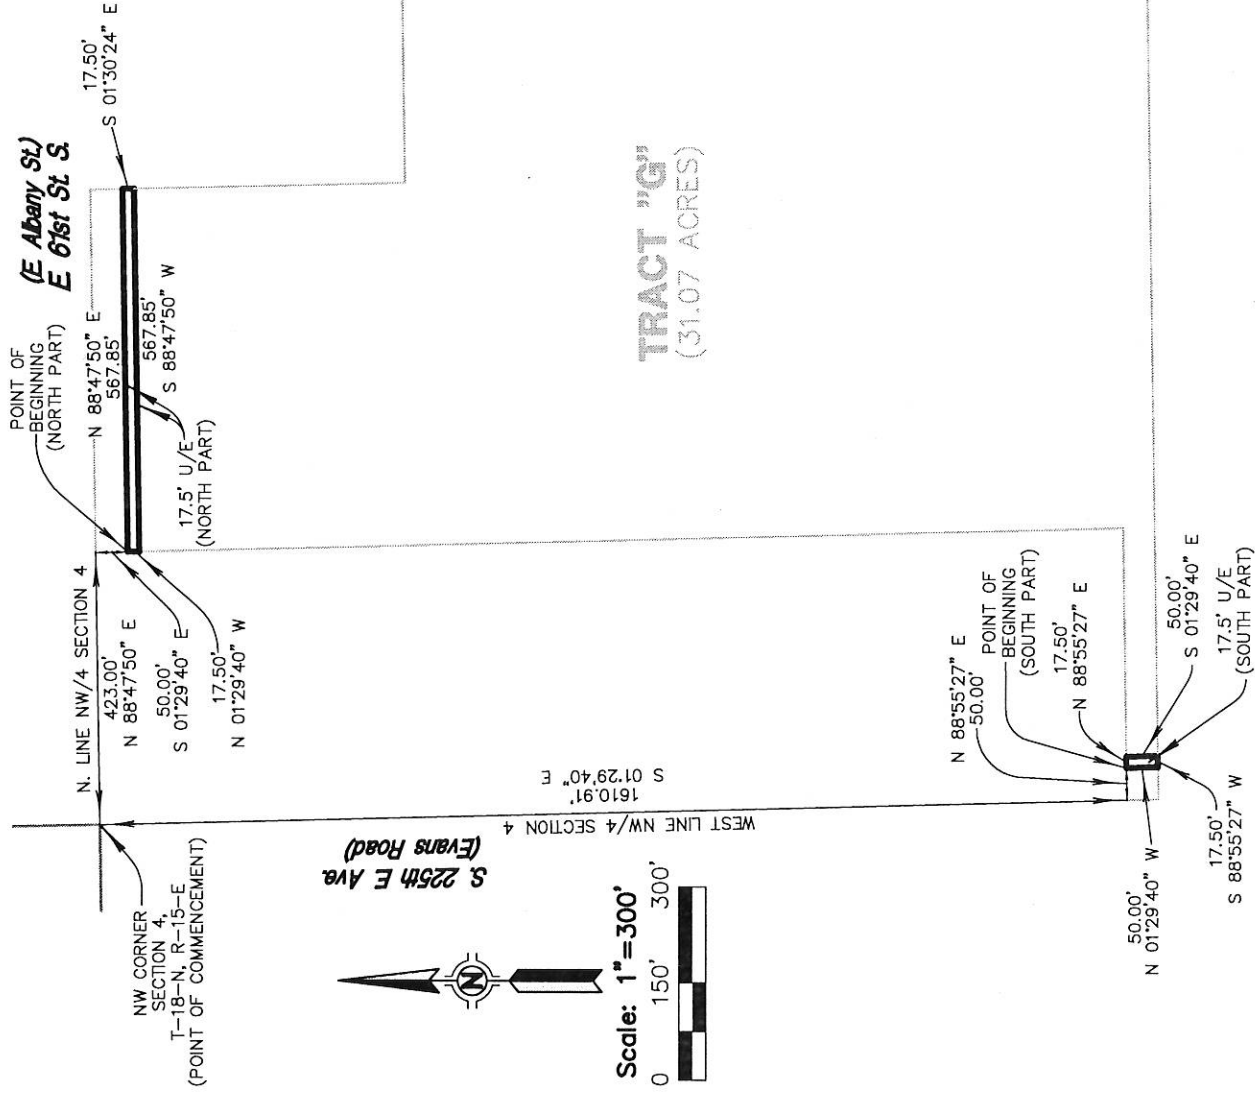 NW CORNER
SECTION 4,
T-18-N, R-15-E
(POINT OF COMMENCEMENT)
N. LINE NW/4 SECTION 4
423.00'
N 88°47'50" E
50.00'
S 01°29'40" E
17.50'
N 01°29'40" W
POINT OF
BEGINNING
(NORTH PART)
(E Albany St.)
E. 61st St. S.
N 88°47'50" E
567.85'
567.85'
S 88°47'50" W
17.5' U/E
(NORTH PART)
17.50'
S 01°30'24" E
TRACT "G"
(31.07 ACRES)
S. 225th E Ave.
(Evans Road)
WEST LINE NW/4 SECTION 4
1610.91'
S 01°29'40" E
N
Scale: 1"=300'
0 150' 300'
N 88°55'27" E
50.00'
POINT OF
BEGINNING
(SOUTH PART)
17.50'
N 88°55'27" E
50.00'
S 01°29'40" E
17.5' U/E
(SOUTH PART)
50.00'
N 01°29'40" W
17.50'
S 88°55'27" W